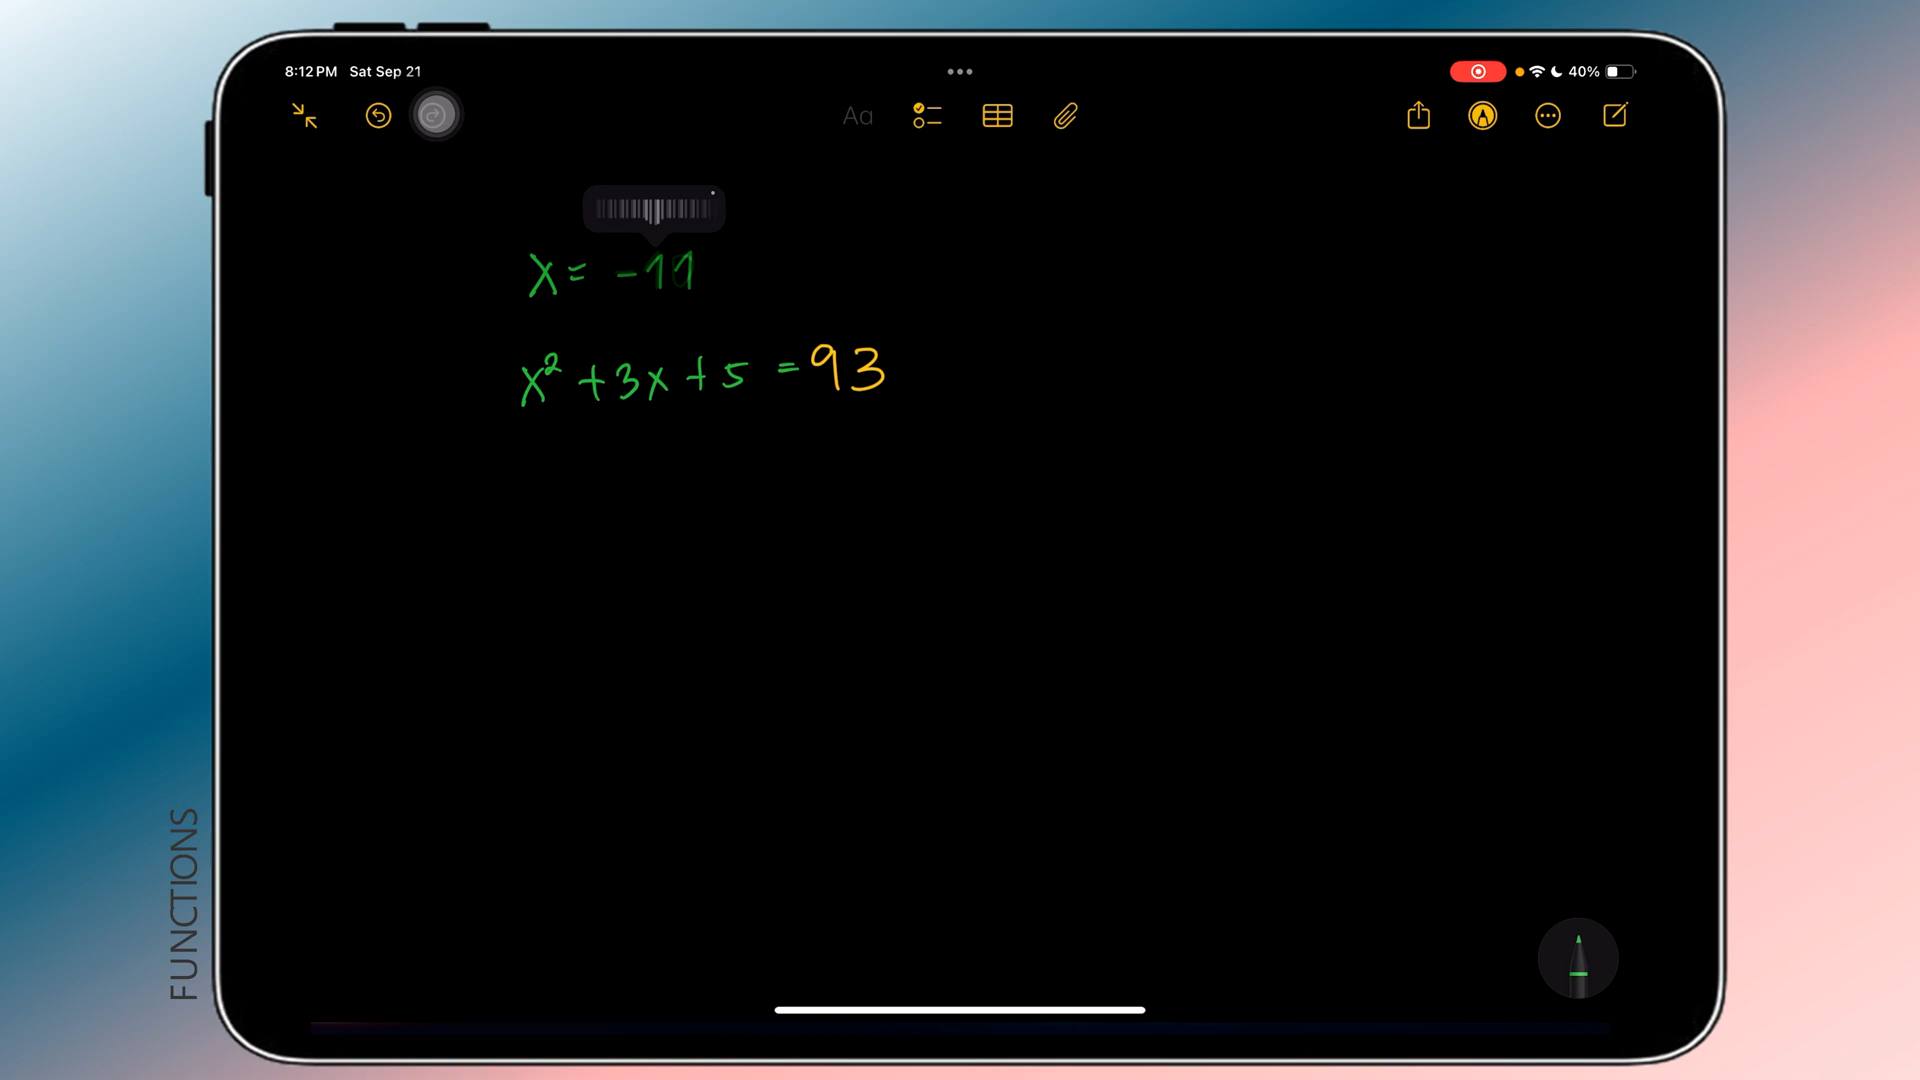 8:12 PM Sat Sep 21
40%
Aa
x = -11
x² + 3x + 5 = 93
FUNCTIONS